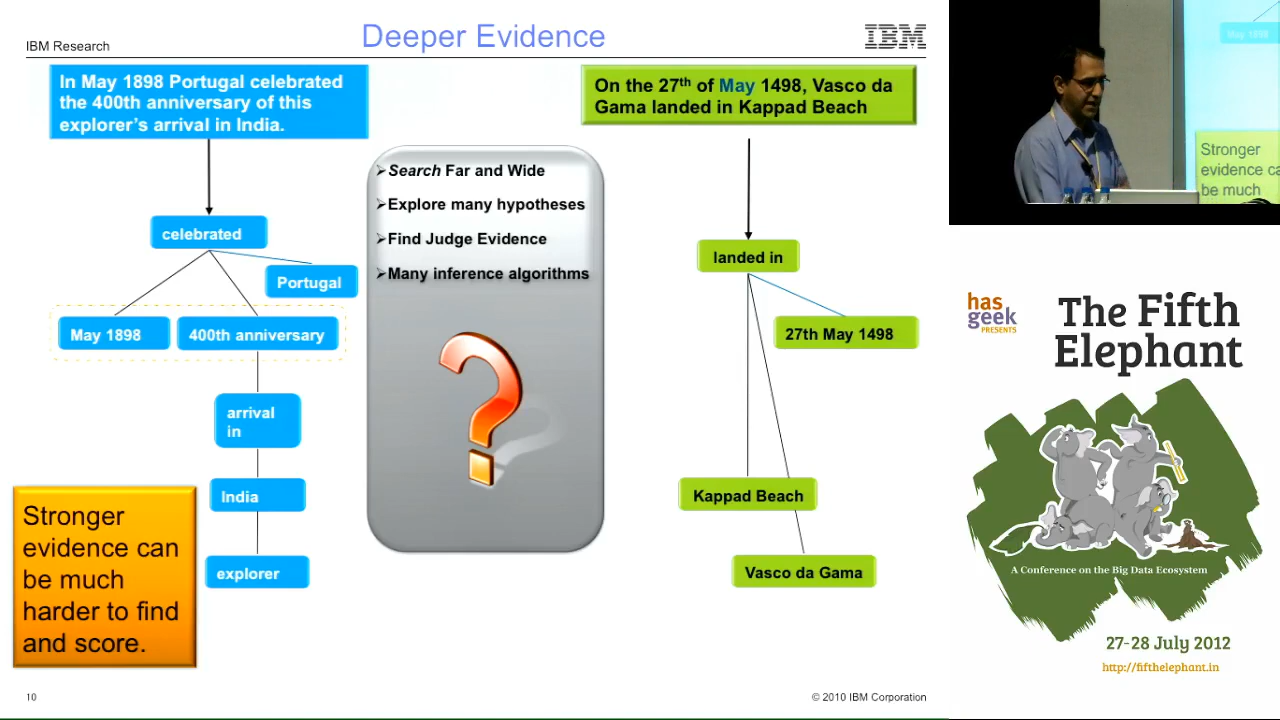 IBM Research
Deeper Evidence
IBM
In May 1898 Portugal celebrated
the 400th anniversary of this
explorer's arrival in India.
celebrated
Portugal
May 1898
400th anniversary
arrival
in
India
explorer
Stronger
evidence can
be much
harder to find
and score.
➢Search Far and Wide
➢Explore many hypotheses
➢Find Judge Evidence
➢Many inference algorithms
?
On the 27th of May 1498, Vasco da
Gama landed in Kappad Beach
landed in
27th May 1498
Kappad Beach
Vasco da Gama
10
© 2010 IBM Corporation
May 1898
Stronger
evidence ca
be much
has
geek
PRESENTS
The Fifth
Elephant
A Conference on the Big Data Ecosystem
27-28 July 2012
http://fifthelephant.in